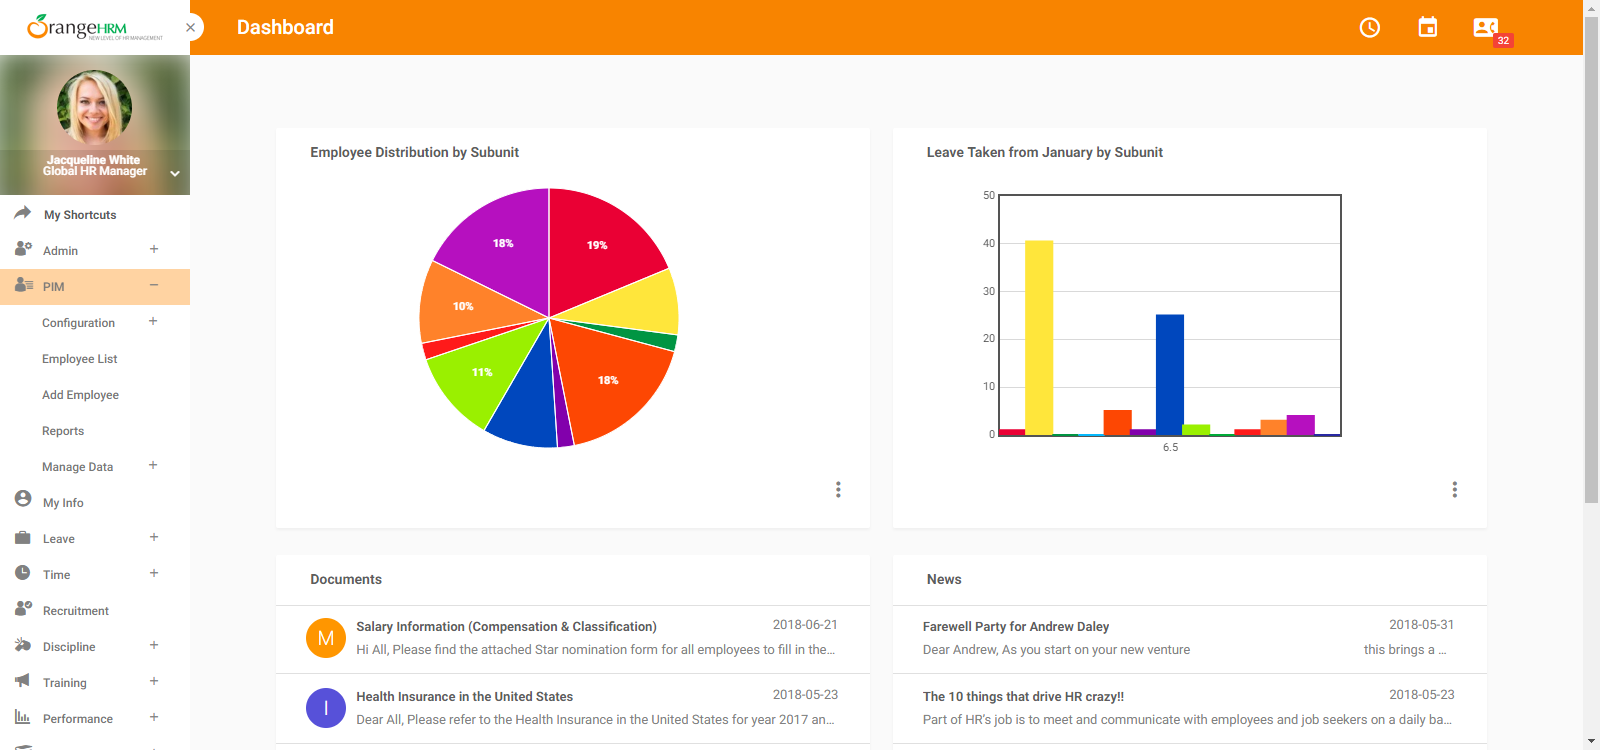 OrangeHRM
NEW LEVEL OF HR MANAGEMENT
Dashboard
32
Jacqueline White
Global HR Manager
My Shortcuts
Admin
PIM
Configuration
Employee List
Add Employee
Reports
Manage Data
My Info
Leave
Time
Recruitment
Discipline
Training
Performance
Employee Distribution by Subunit
18%
19%
10%
11%
18%
Leave Taken from January by Subunit
50
40
30
20
10
0
6.5
Documents
M
Salary Information (Compensation & Classification)
2018-06-21
Hi All, Please find the attached Star nomination form for all employees to fill in the...
I
Health Insurance in the United States
2018-05-23
Dear All, Please refer to the Health Insurance in the United States for year 2017 an...
News
Farewell Party for Andrew Daley
2018-05-31
Dear Andrew, As you start on your new venture this brings a ...
The 10 things that drive HR crazy!!
2018-05-23
Part of HR's job is to meet and communicate with employees and job seekers on a daily ba...